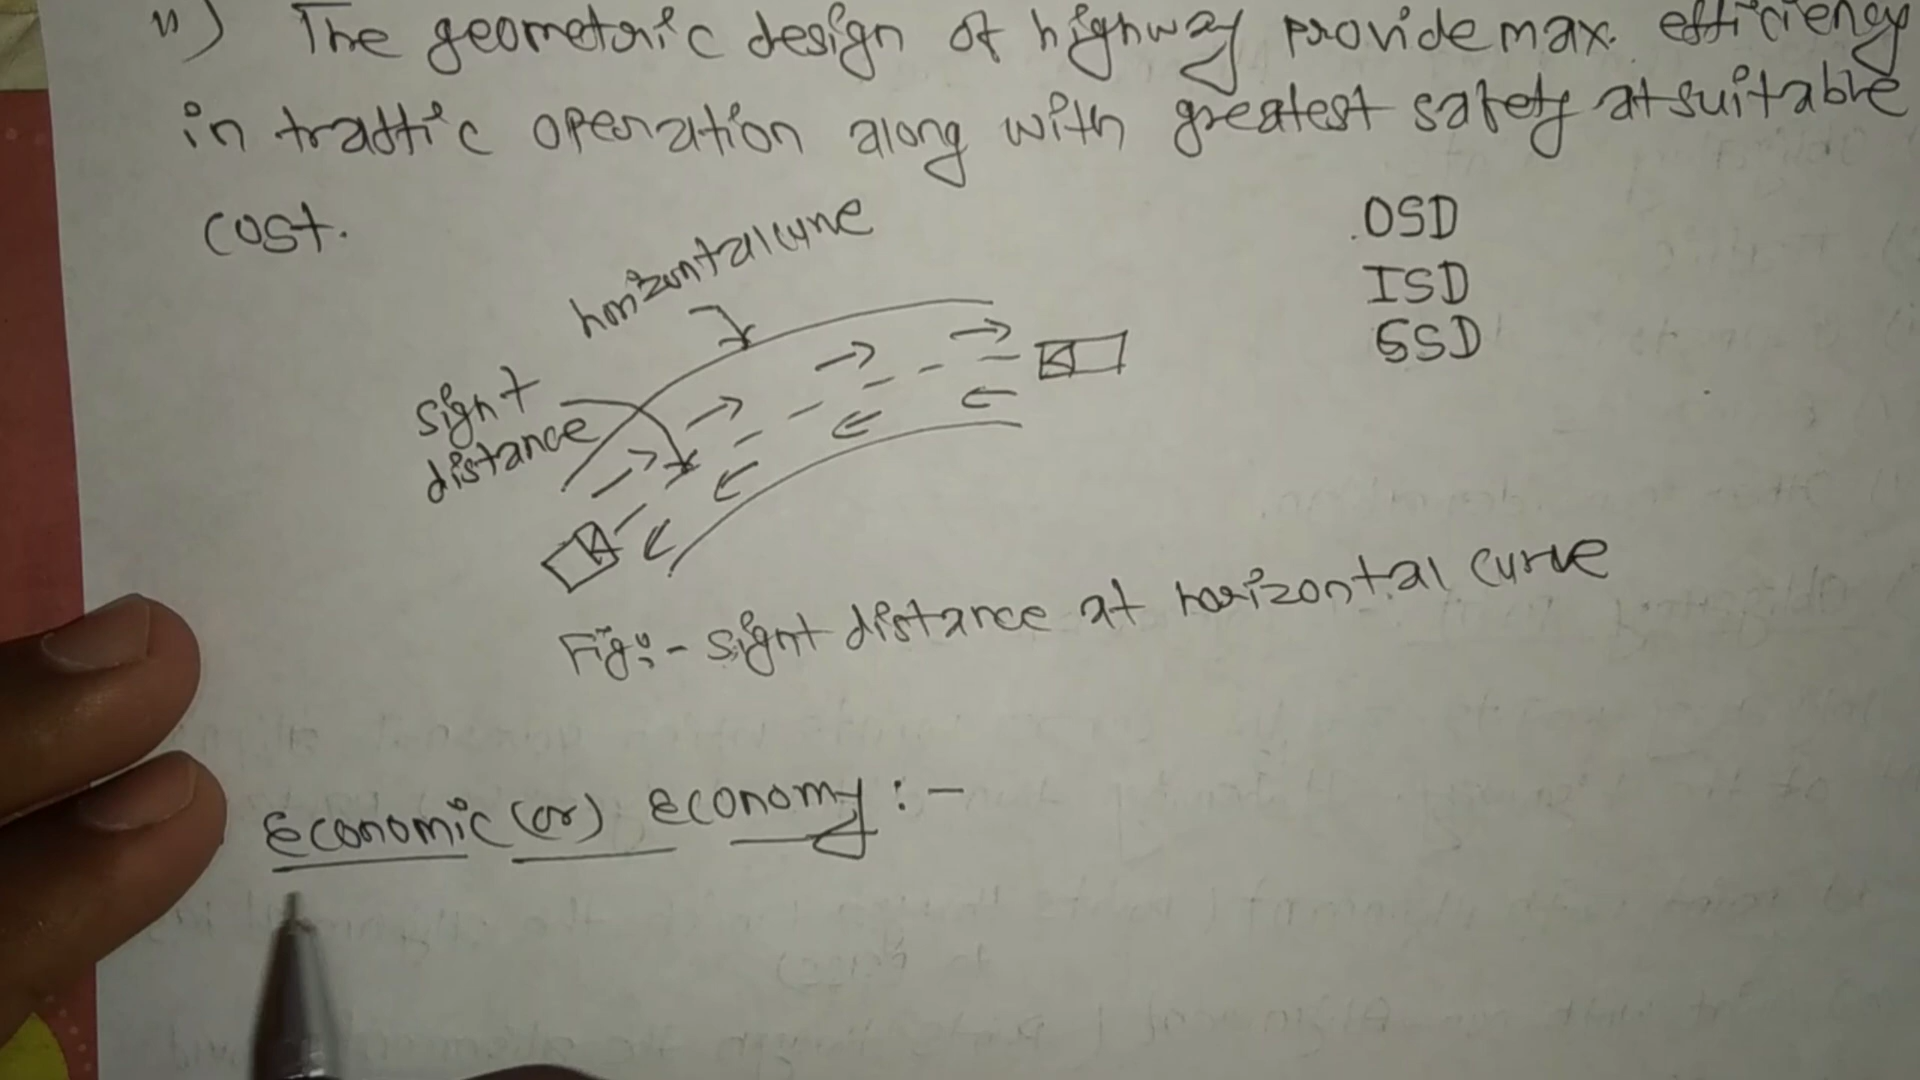 ii) The geometric design of highway provide max. efficiency
in traffic operation along with greatest safety at suitable
cost.
OSD
ISD
SSD
horizontal curve
sight
distance
Fig:- sight distance at horizontal curve
Economic (or) Economy : -